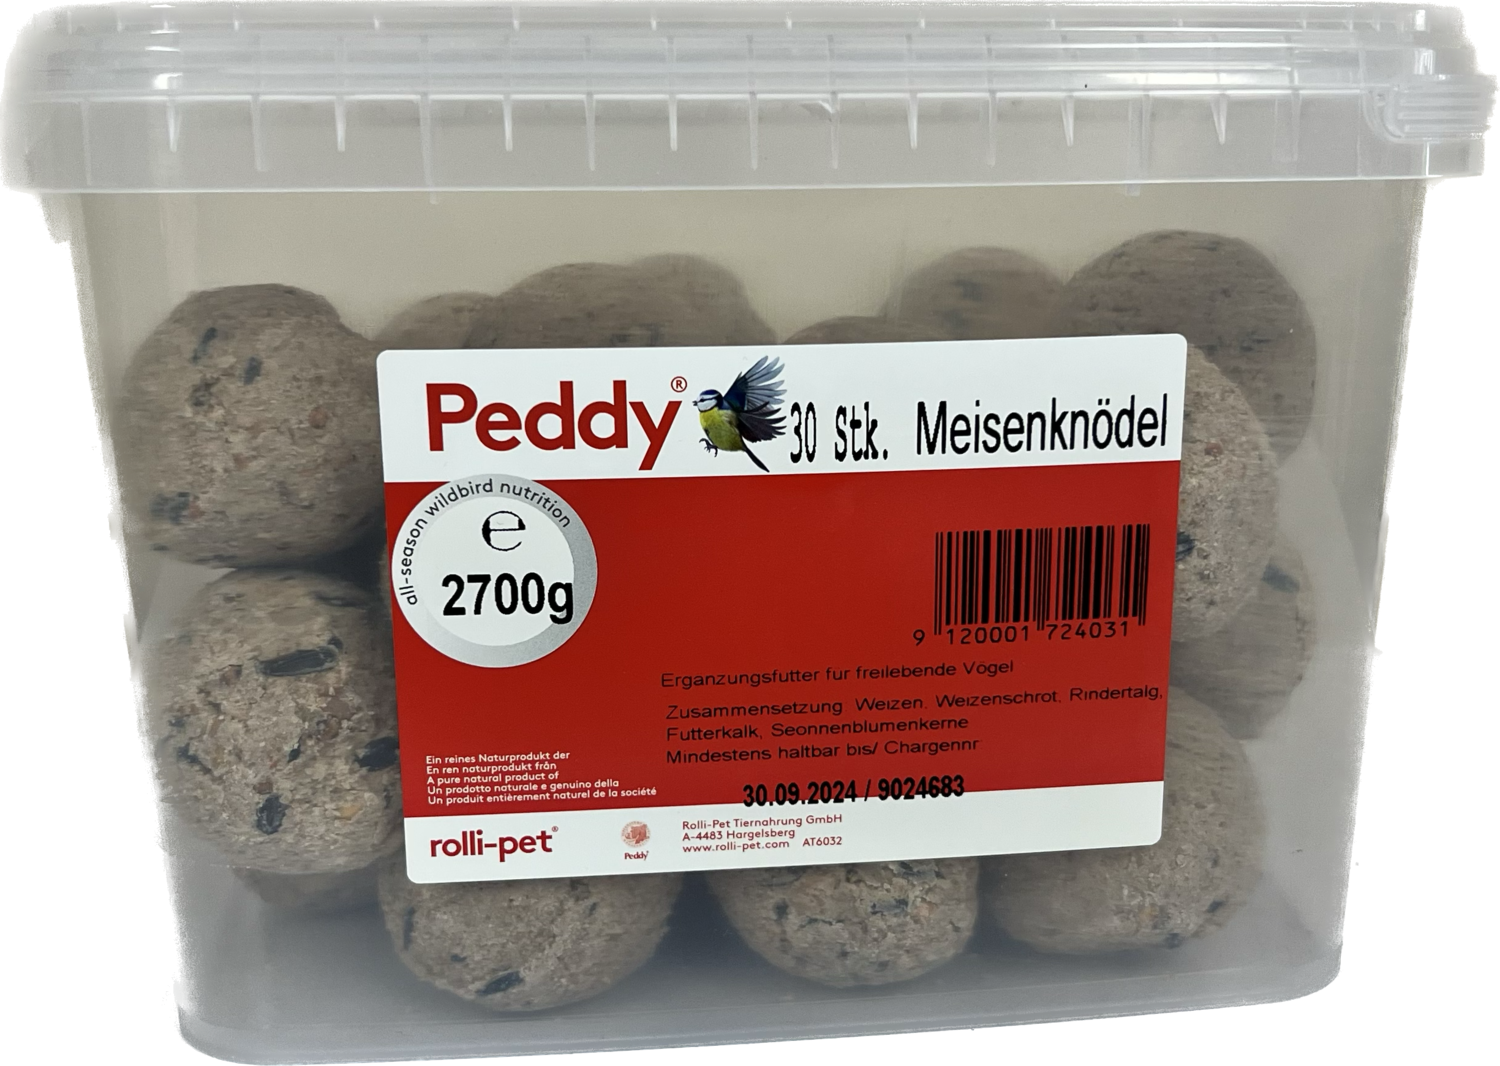 Peddy® 30 Stk. Meisenknödel
all-season wildbird nutrition
e
2700g
9 120001 724031
Ergänzungsfutter für freilebende Vögel
Zusammensetzung Weizen, Weizenschrot, Rindertalg,
Futterkalk, Seonnenblumenkerne
Mindestens haltbar bis/ Chargennr
30.09.2024 / 9024683
Ein reines Naturprodukt der
En ren naturprodukt från
A pure natural product of
Un prodotto naturale e genuino della
Un produit entièrement naturel de la société
rolli-pet®
Peddy®
Rolli-Pet Tiernahrung GmbH
A-4483 Hargelsberg
www.rolli-pet.com AT6032